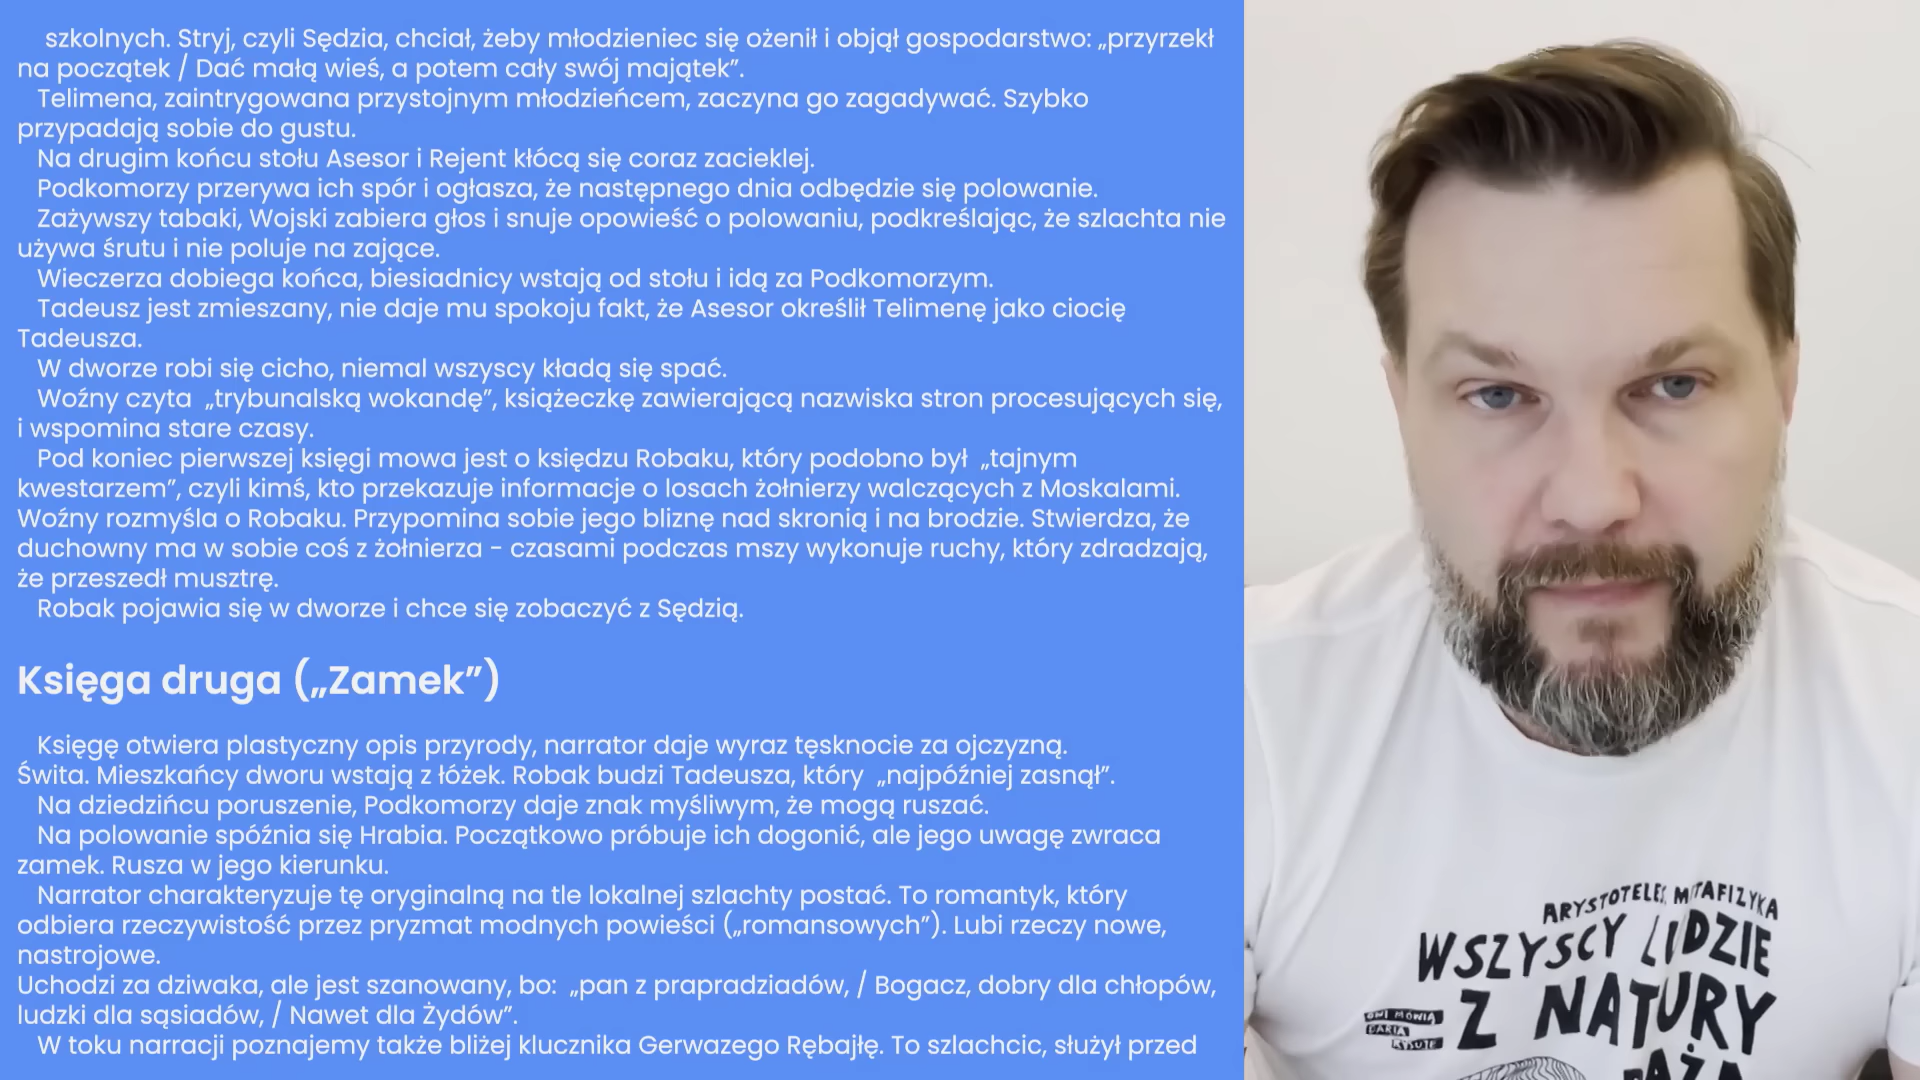 szkolnych. Stryj, czyli Sędzia, chciał, żeby młodzieniec się ożenił i objął gospodarstwo: „przyrzekł
na początek / Dać małą wieś, a potem cały swój majątek”.
Telimena, zaintrygowana przystojnym młodzieńcem, zaczyna go zagadywać. Szybko
przypadają sobie do gustu.
Na drugim końcu stołu Asesor i Rejent kłócą się coraz zacieklej.
Podkomorzy przerywa ich spór i ogłasza, że następnego dnia odbędzie się polowanie.
Zażywszy tabaki, Wojski zabiera głos i snuje opowieść o polowaniu, podkreślając, że szlachta nie
używa śrutu i nie poluje na zające.
Wieczerza dobiega końca, biesiadnicy wstają od stołu i idą za Podkomorzym.
Tadeusz jest zmieszany, nie daje mu spokoju fakt, że Asesor określił Telimenę jako ciocię
Tadeusza.
W dworze robi się cicho, niemal wszyscy kładą się spać.
Woźny czyta „trybunalską wokandę”, książeczkę zawierającą nazwiska stron procesujących się,
i wspomina stare czasy.
Pod koniec pierwszej księgi mowa jest o księdzu Robaku, który podobno był „tajnym
kwestarzem”, czyli kimś, kto przekazuje informacje o losach żołnierzy walczących z Moskalami.
Woźny rozmyśla o Robaku. Przypomina sobie jego bliznę nad skronią i na brodzie. Stwierdza, że
duchowny ma w sobie coś z żołnierza - czasami podczas mszy wykonuje ruchy, który zdradzają,
że przeszedł musztrę.
Robak pojawia się w dworze i chce się zobaczyć z Sędzią.
Księga druga („Zamek”)
Księgę otwiera plastyczny opis przyrody, narrator daje wyraz tęsknocie za ojczyzną.
Świta. Mieszkańcy dworu wstają z łóżek. Robak budzi Tadeusza, który „najpóźniej zasnął”.
Na dziedzińcu poruszenie, Podkomorzy daje znak myśliwym, że mogą ruszać.
Na polowanie spóźnia się Hrabia. Początkowo próbuje ich dogonić, ale jego uwagę zwraca
zamek. Rusza w jego kierunku.
Narrator charakteryzuje tę oryginalną na tle lokalnej szlachty postać. To romantyk, który
odbiera rzeczywistość przez pryzmat modnych powieści („romansowych”). Lubi rzeczy nowe,
nastrojowe.
Uchodzi za dziwaka, ale jest szanowany, bo: „pan z prapradziadów, / Bogacz, dobry dla chłopów,
ludzki dla sąsiadów, / Nawet dla Żydów”.
W toku narracji poznajemy także bliżej klucznika Gerwazego Rębajłę. To szlachcic, służył przed
ARYSTOTELES, METAFIZYKA
WSZYSCY LUDZIE
Z NATURY